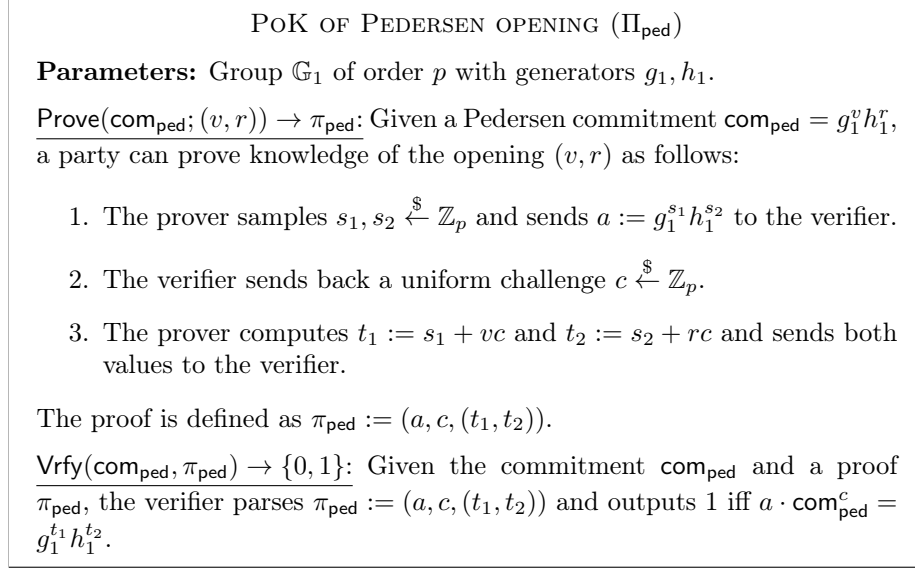 PoK of Pedersen opening (Π_ped)
Parameters: Group 𝔾₁ of order p with generators g₁, h₁.
Prove(com_ped; (v, r)) → π_ped: Given a Pedersen commitment com_ped = g₁^v h₁^r,
a party can prove knowledge of the opening (v, r) as follows:
1. The prover samples s₁, s₂ ←$ ℤ_p and sends a := g₁^{s₁} h₁^{s₂} to the verifier.
2. The verifier sends back a uniform challenge c ←$ ℤ_p.
3. The prover computes t₁ := s₁ + vc and t₂ := s₂ + rc and sends both
values to the verifier.
The proof is defined as π_ped := (a, c, (t₁, t₂)).
Vrfy(com_ped, π_ped) → {0, 1}: Given the commitment com_ped and a proof
π_ped, the verifier parses π_ped := (a, c, (t₁, t₂)) and outputs 1 iff a · com_ped^c =
g₁^{t₁} h₁^{t₂}.